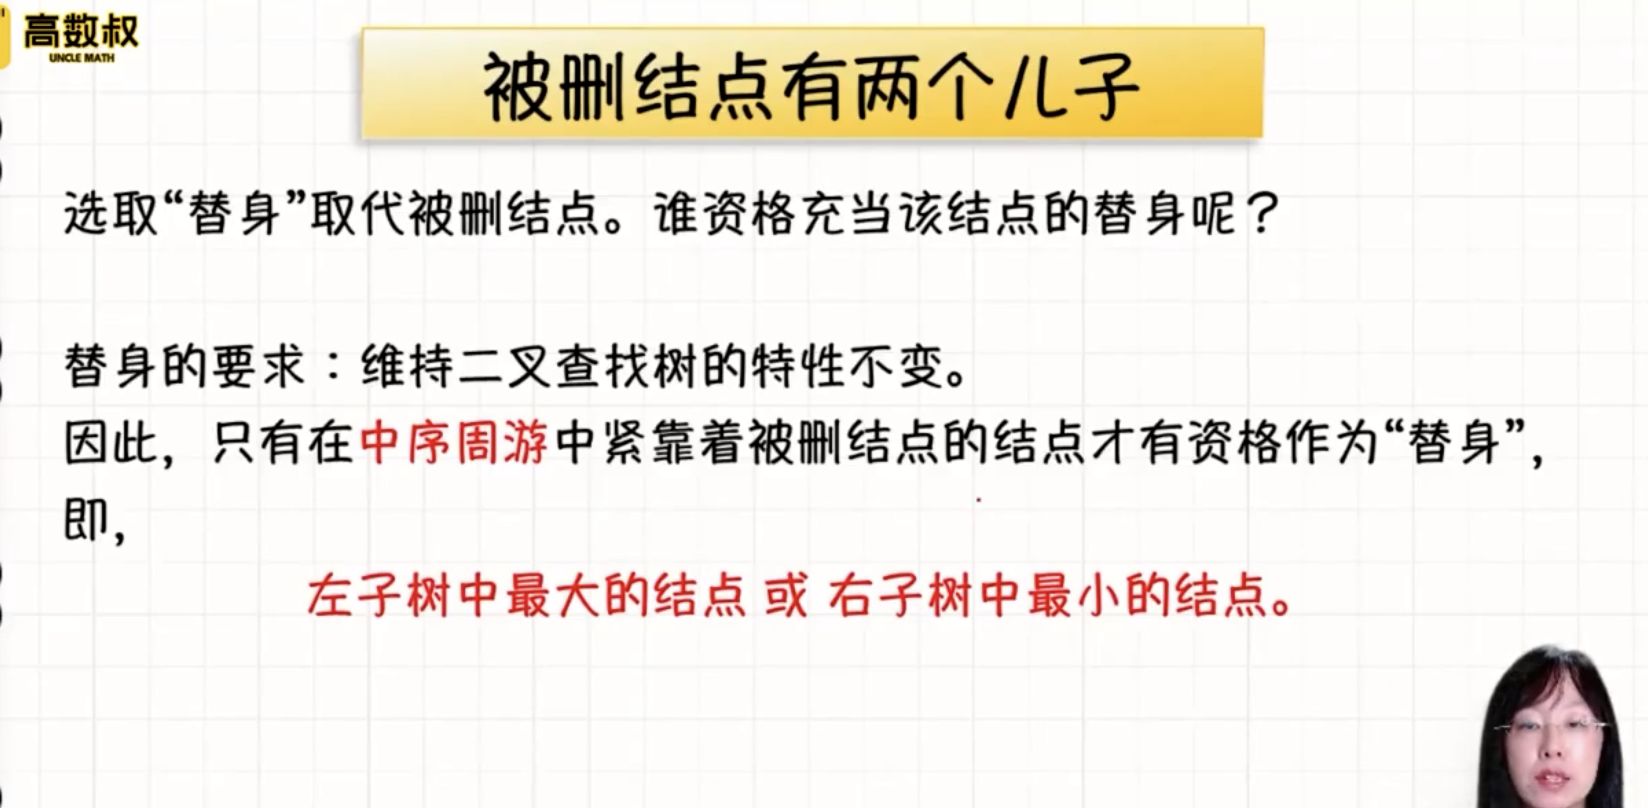 高数叔
UNCLE MATH
被删结点有两个儿子
选取“替身”取代被删结点。谁资格充当该结点的替身呢？
替身的要求：维持二叉查找树的特性不变。
因此，只有在中序周游中紧靠着被删结点的结点才有资格作为“替身”，
即，
左子树中最大的结点 或 右子树中最小的结点。